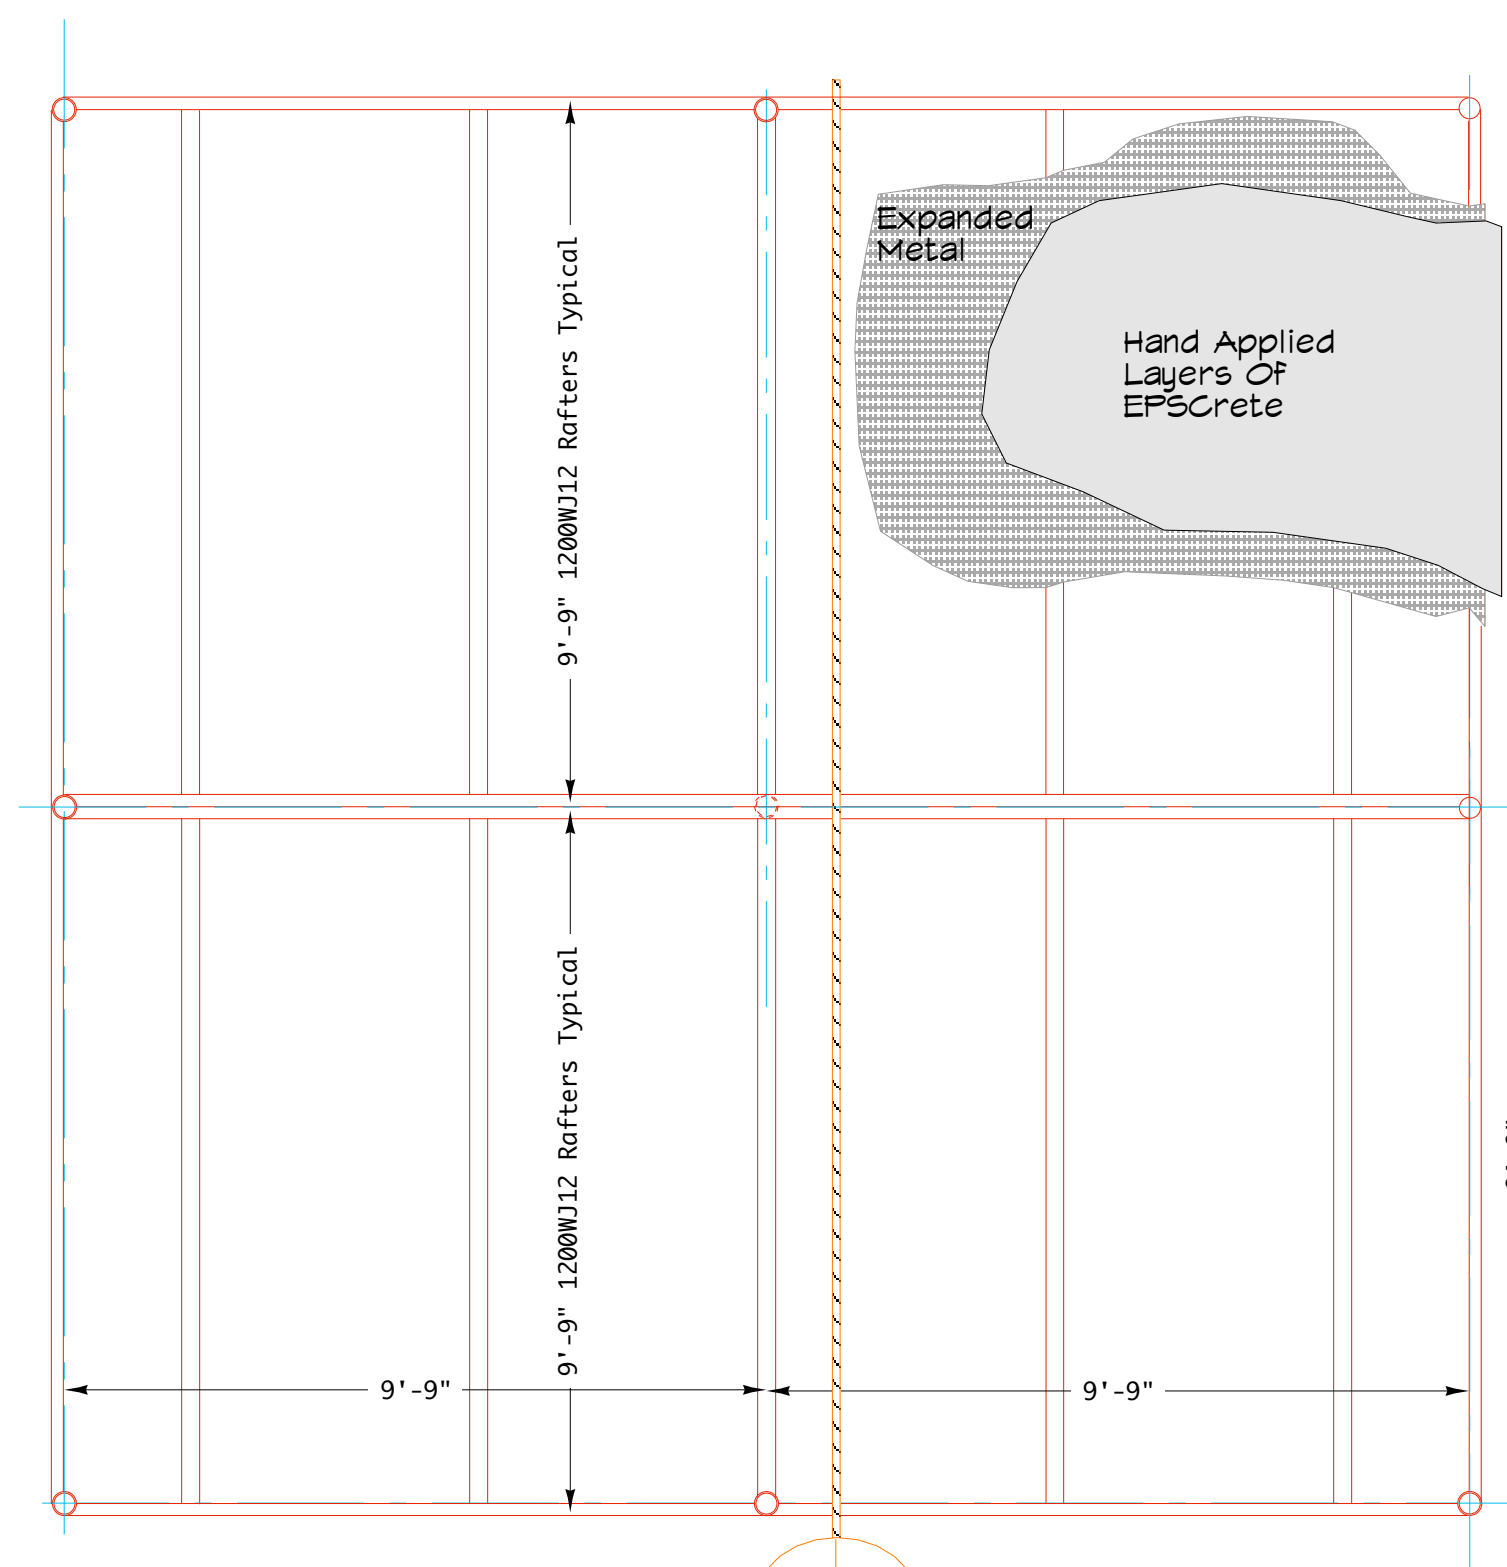 Expanded
Metal
Hand Applied
Layers Of
EPSCrete
9'-9" 1200WJ12 Rafters Typical
9'-9" 1200WJ12 Rafters Typical
9'-9"
9'-9"